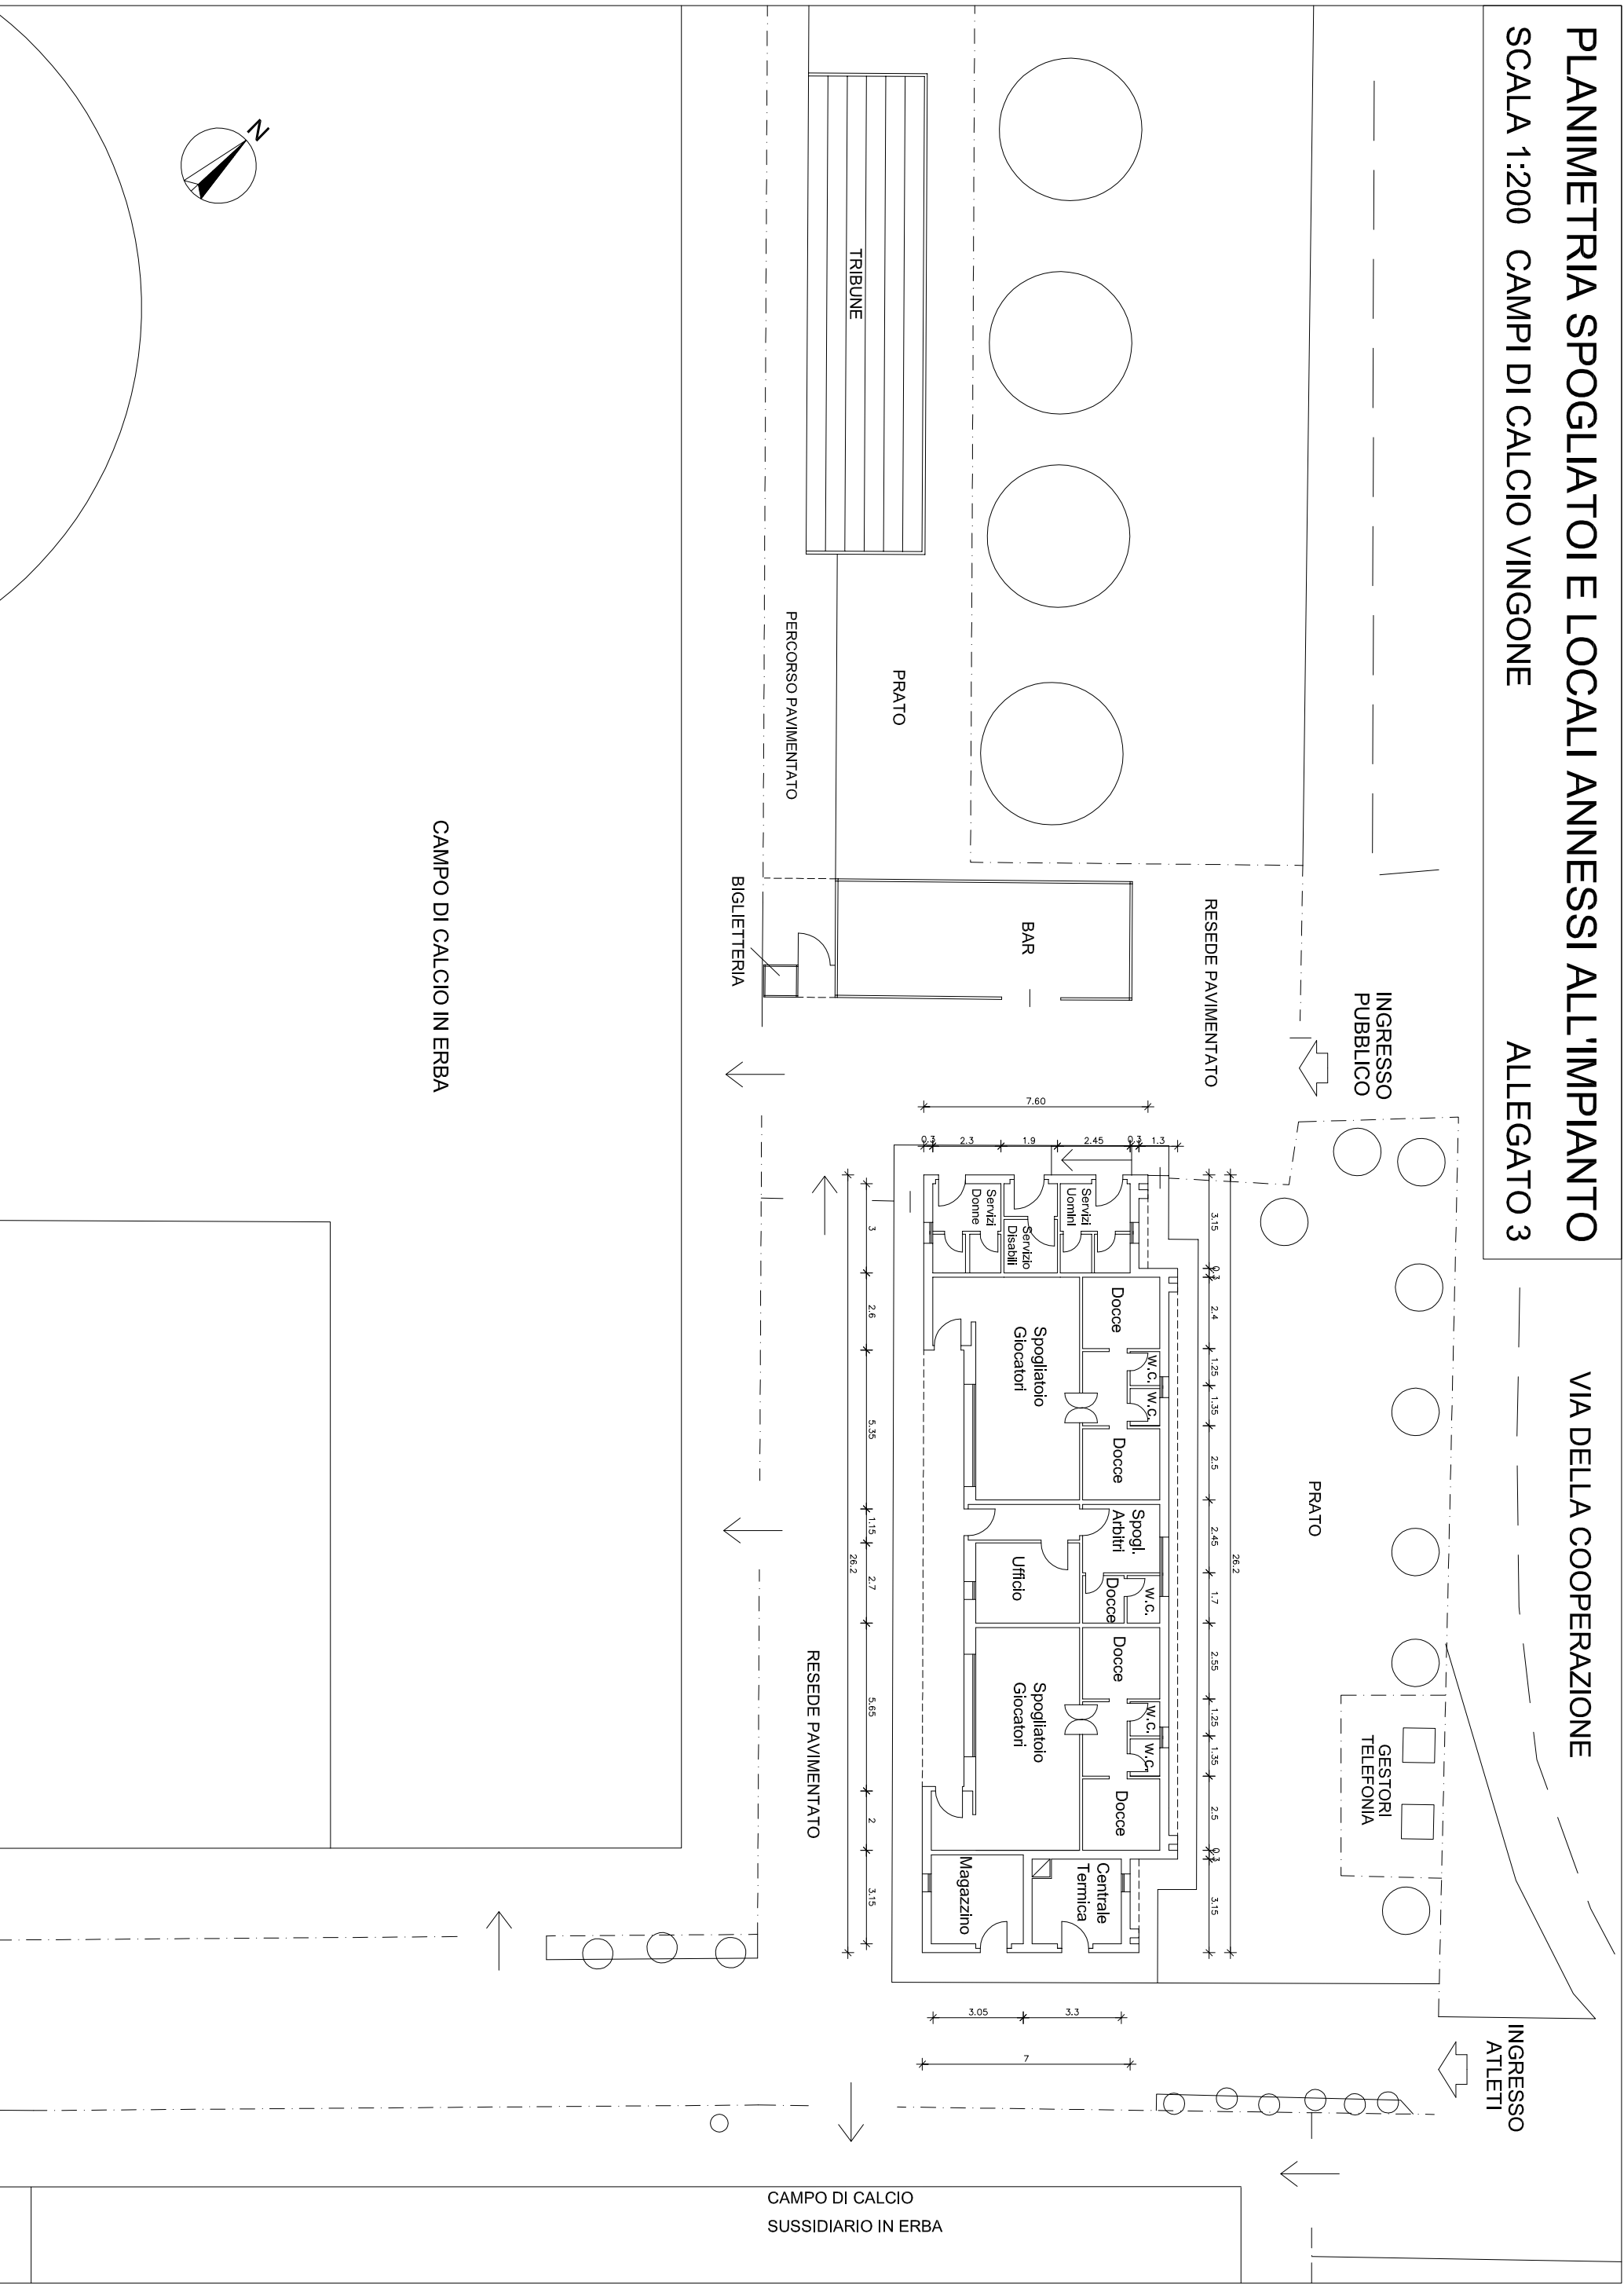 PLANIMETRIA SPOGLIATOI E LOCALI ANNESSI ALL'IMPIANTO
SCALA 1:200 CAMPI DI CALCIO VINGONE ALLEGATO 3
VIA DELLA COOPERAZIONE
INGRESSO
PUBBLICO
INGRESSO
ATLETI
GESTORI
TELEFONIA
PRATO
RESEDE PAVIMENTATO
BAR
TRIBUNE
PRATO
PERCORSO PAVIMENTATO
BIGLIETTERIA
N
CAMPO DI CALCIO IN ERBA
RESEDE PAVIMENTATO
CAMPO DI CALCIO
SUSSIDIARIO IN ERBA
26.2
3.15
0.3
2.4
1.25
1.35
2.5
2.45
1.7
2.55
1.25
1.35
2.5
0.3
3.15
7.60
0.3
2.3
1.9
2.45
0.3
1.3
Servizi
Uomini
Servizio
Disabili
Servizi
Donne
Docce
W.C.
W.C.
Docce
Spogliatoio
Giocatori
Spogl.
Arbitri
Docce
W.C.
Ufficio
Docce
W.C.
W.C.
Docce
Spogliatoio
Giocatori
Centrale
Termica
Magazzino
3
2.6
5.35
1.15
2.7
5.65
2
3.15
26.2
3.05
3.3
7